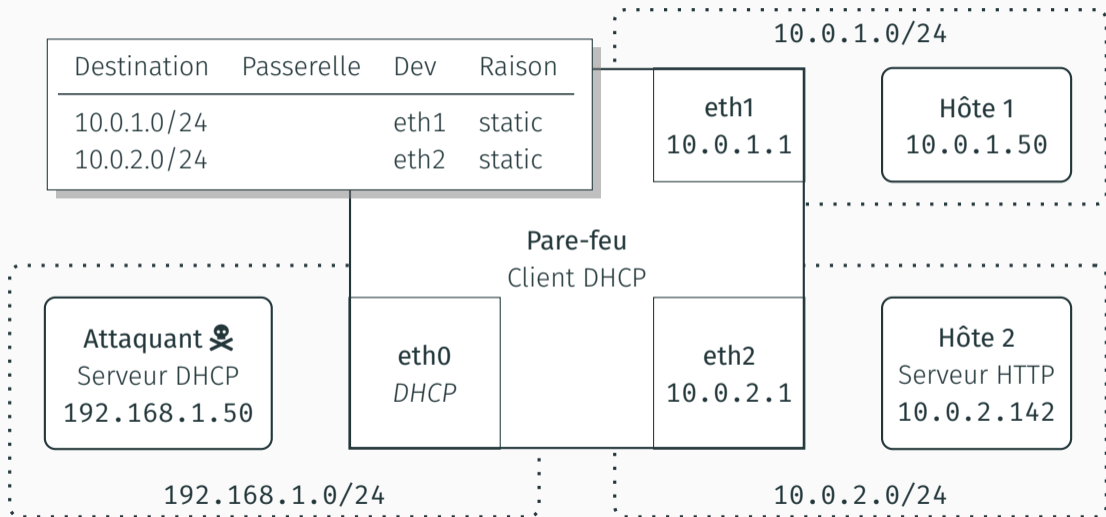 10.0.1.0/24
Destination Passerelle Dev Raison
10.0.1.0/24 eth1 static
10.0.2.0/24 eth2 static
eth1
10.0.1.1
Hôte 1
10.0.1.50
Pare-feu
Client DHCP
Attaquant
Serveur DHCP
192.168.1.50
eth0
DHCP
eth2
10.0.2.1
Hôte 2
Serveur HTTP
10.0.2.142
192.168.1.0/24
10.0.2.0/24